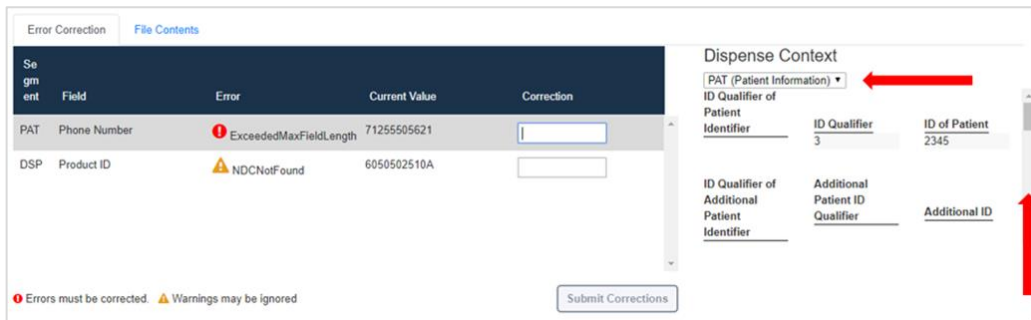 Error Correction File Contents
Se
gm
ent Field Error Current Value Correction
PAT Phone Number ExceededMaxFieldLength 71255505621
DSP Product ID NDCNotFound 6050502510A
Errors must be corrected. Warnings may be ignored
Submit Corrections
Dispense Context
PAT (Patient Information)
ID Qualifier of
Patient
Identifier ID Qualifier ID of Patient
3 2345
ID Qualifier of Additional
Additional Patient ID
Patient Qualifier Additional ID
Identifier